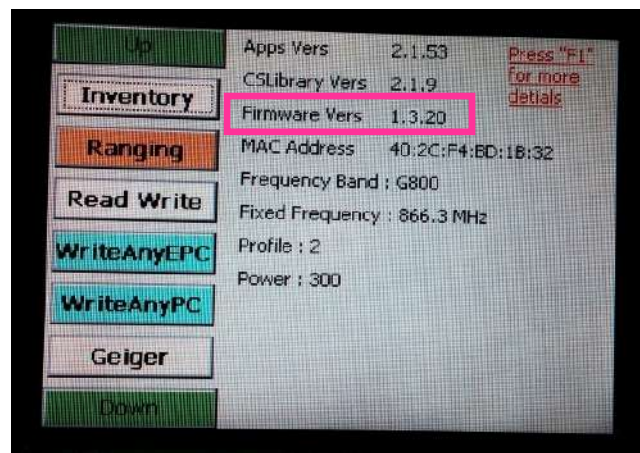 Up
Inventory
Ranging
Read Write
WriteAnyEPC
WriteAnyPC
Geiger
Down
Apps Vers 2.1.53
CSLibrary Vers 2.1.9
Firmware Vers 1.3.20
MAC Address 40:2C:F4:BD:1B:32
Frequency Band : G800
Fixed Frequency : 866.3 MHz
Profile : 2
Power : 300
Press "F1"
for more
detials